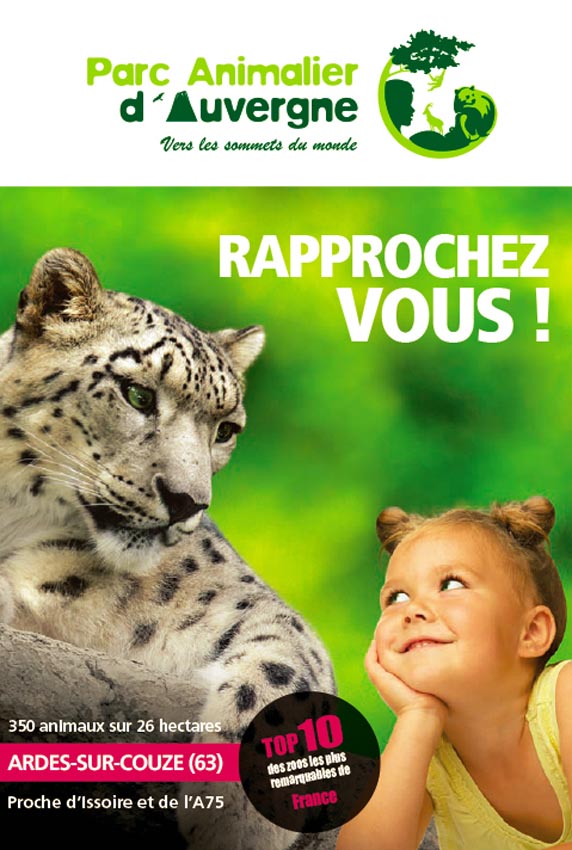 Parc Animalier
d'Auvergne
Vers les sommets du monde
RAPPROCHEZ
VOUS !
350 animaux sur 26 hectares
ARDES-SUR-COUZE (63)
Proche d'Issoire et de l'A75
TOP 10
des zoos les plus
remarquables de
France